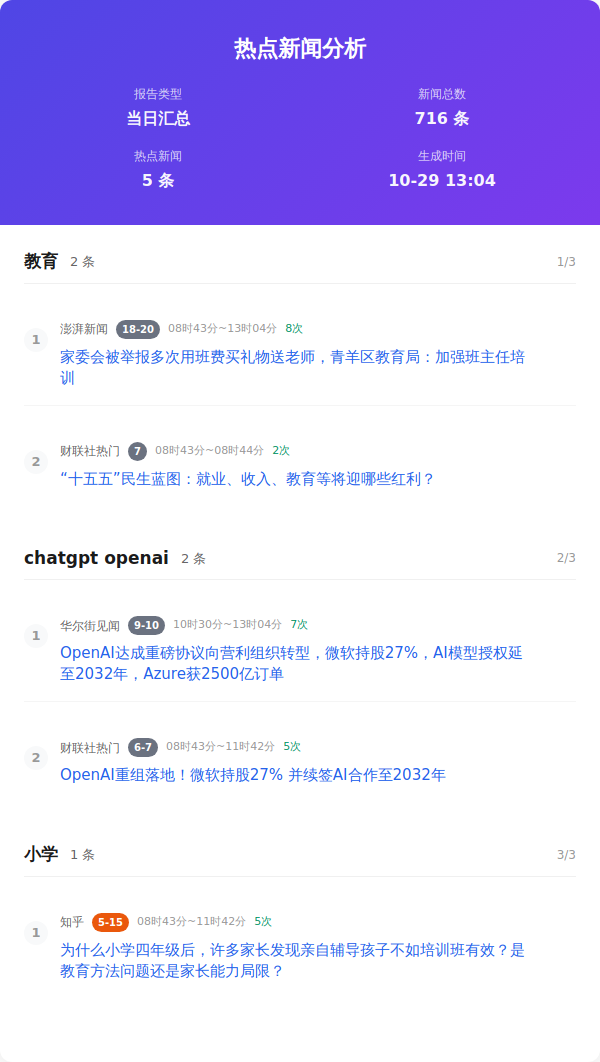 热点新闻分析
报告类型
新闻总数
当日汇总
716 条
热点新闻
生成时间
5 条
10-29 13:04
教育 2 条 1/3
1 澎湃新闻 18-20 08时43分~13时04分 8次
家委会被举报多次用班费买礼物送老师，青羊区教育局：加强班主任培
训
2 财联社热门 7 08时43分~08时44分 2次
“十五五”民生蓝图：就业、收入、教育等将迎哪些红利？
chatgpt openai 2 条 2/3
1 华尔街见闻 9-10 10时30分~13时04分 7次
OpenAI达成重磅协议向营利组织转型，微软持股27%，AI模型授权延
至2032年，Azure获2500亿订单
2 财联社热门 6-7 08时43分~11时42分 5次
OpenAI重组落地！微软持股27% 并续签AI合作至2032年
小学 1 条 3/3
1 知乎 5-15 08时43分~11时42分 5次
为什么小学四年级后，许多家长发现亲自辅导孩子不如培训班有效？是
教育方法问题还是家长能力局限？